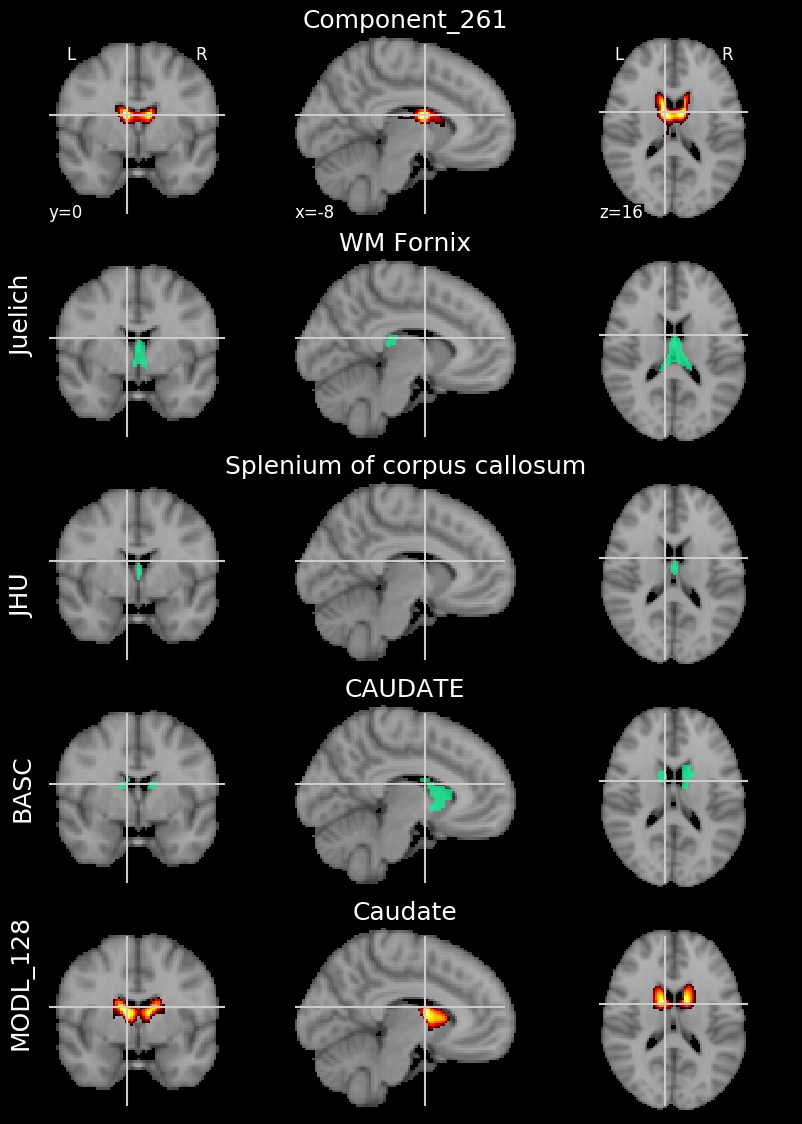 Component_261
L R L R
y=0 x=-8 z=16
WM Fornix
Juelich
Splenium of corpus callosum
JHU
CAUDATE
BASC
Caudate
MODL_128